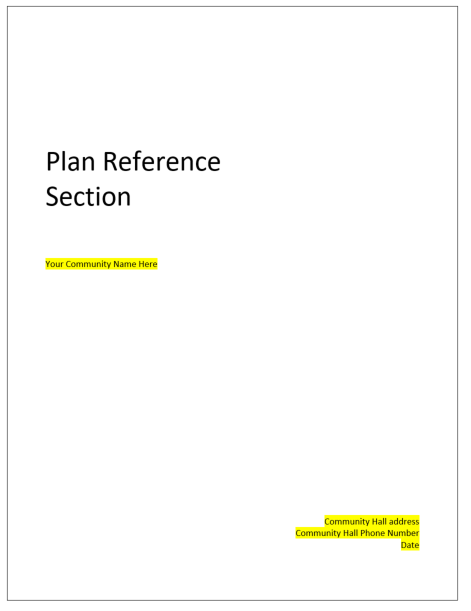 Plan Reference
Section
Your Community Name Here
Community Hall address
Community Hall Phone Number
Date